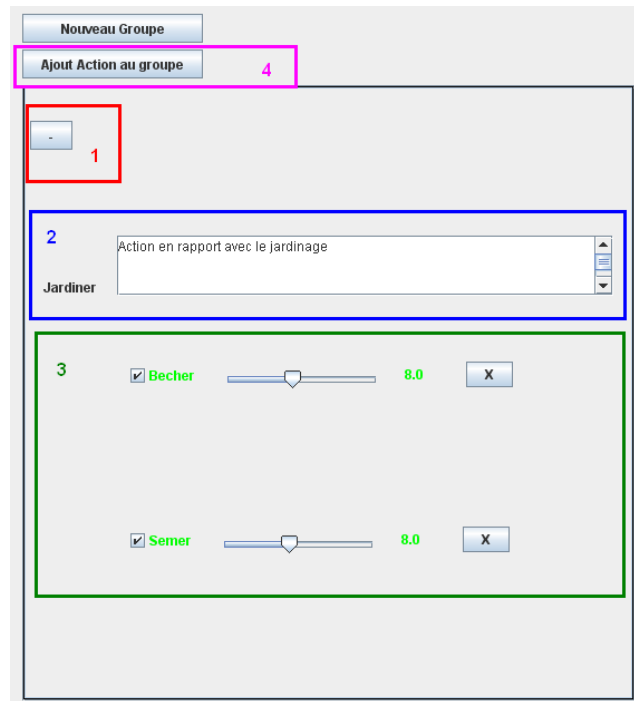 Nouveau Groupe
Ajout Action au groupe
4
-
1
2
Action en rapport avec le jardinage
Jardiner
3
Becher 8.0 X
Semer 8.0 X